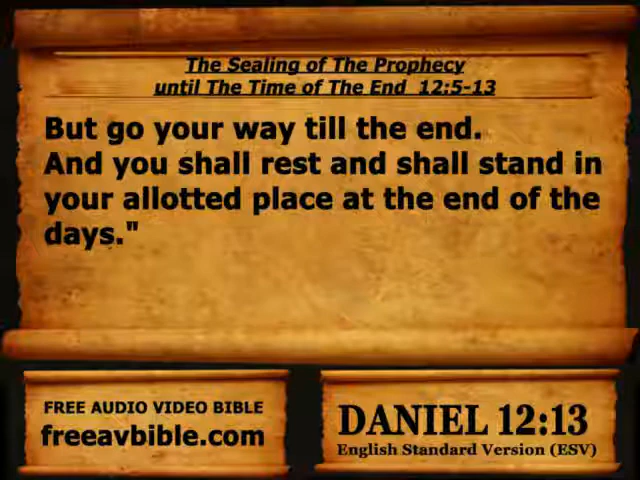 The Sealing of The Prophecy
until The Time of The End 12:5-13
But go your way till the end.
And you shall rest and shall stand in
your allotted place at the end of the
days."
FREE AUDIO VIDEO BIBLE
freeavbible.com
DANIEL 12:13
English Standard Version (ESV)